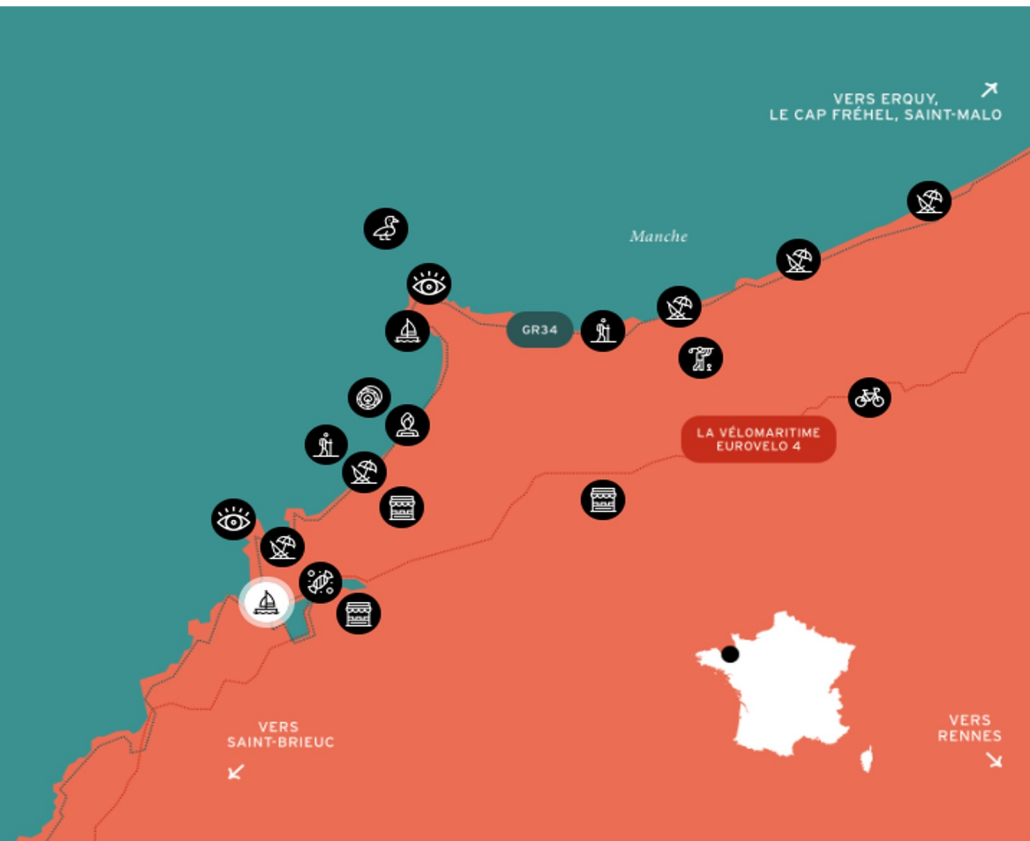 VERS ERQUY,
LE CAP FRÉHEL, SAINT-MALO
Manche
GR34
LA VÉLOMARITIME
EUROVELO 4
VERS
SAINT-BRIEUC
VERS
RENNES